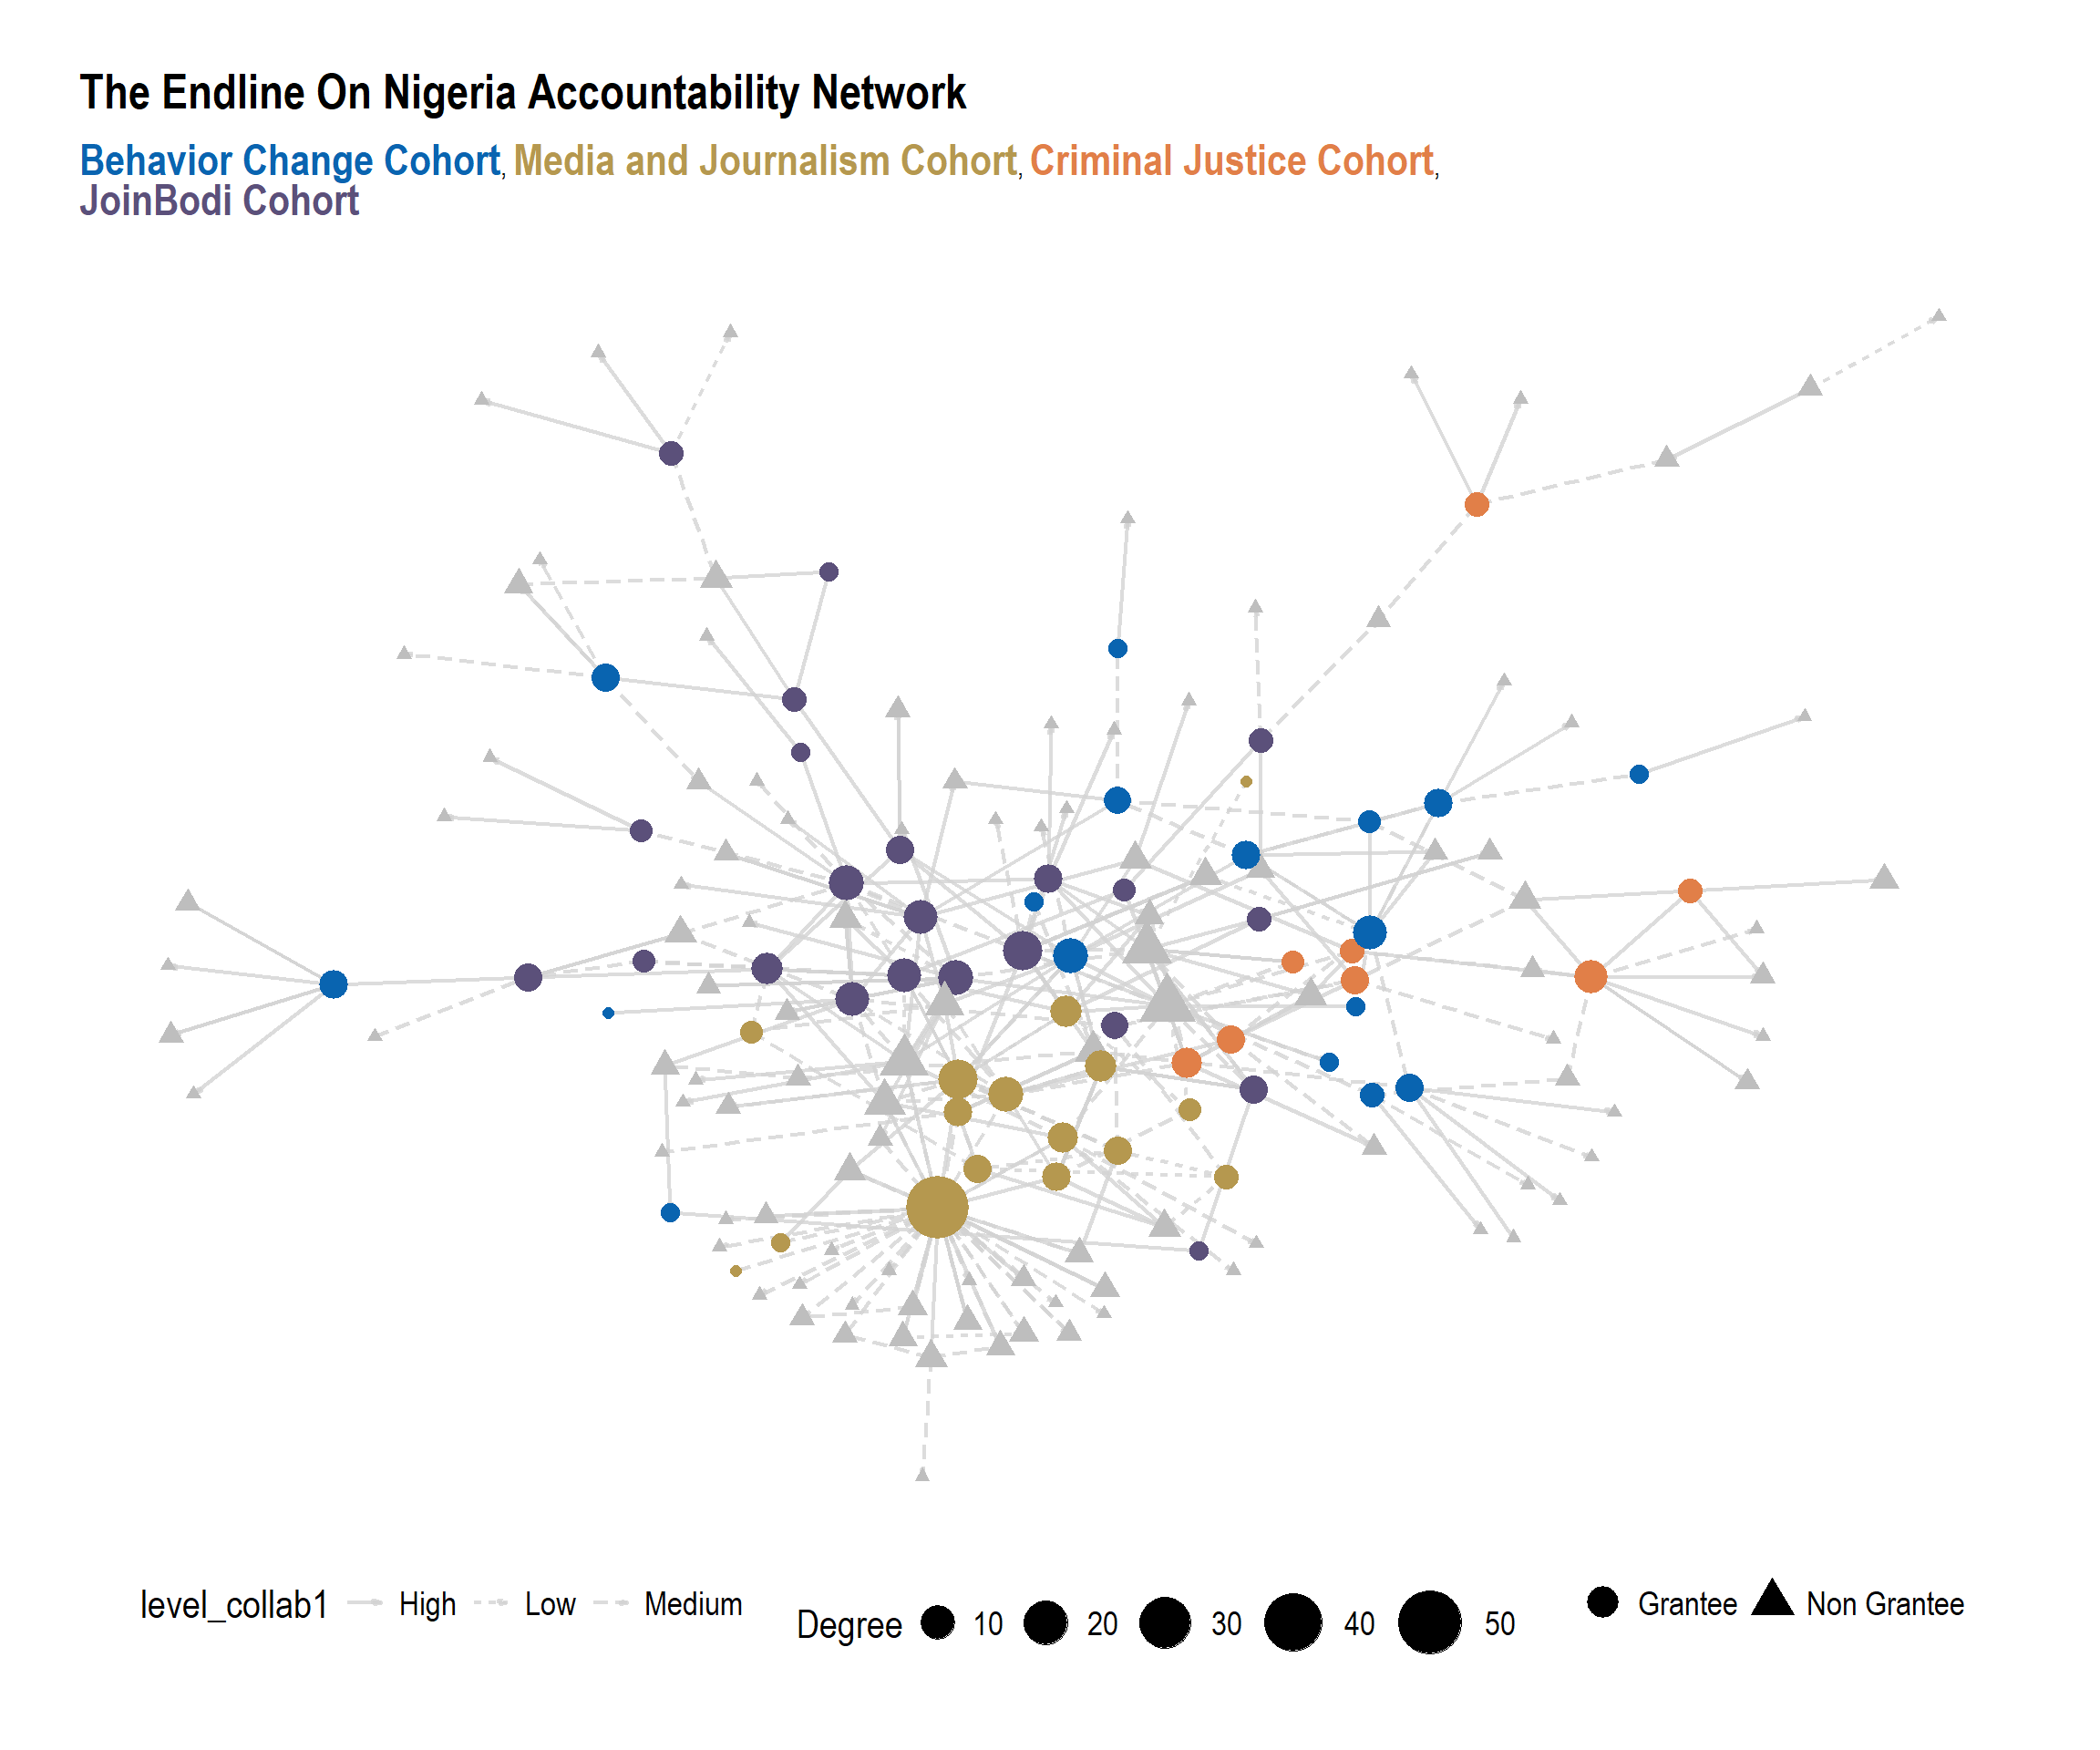 The Endline On Nigeria Accountability Network
Behavior Change Cohort, Media and Journalism Cohort, Criminal Justice Cohort,
JoinBodi Cohort
level_collab1 High Low Medium
Degree 10 20 30 40 50
Grantee Non Grantee